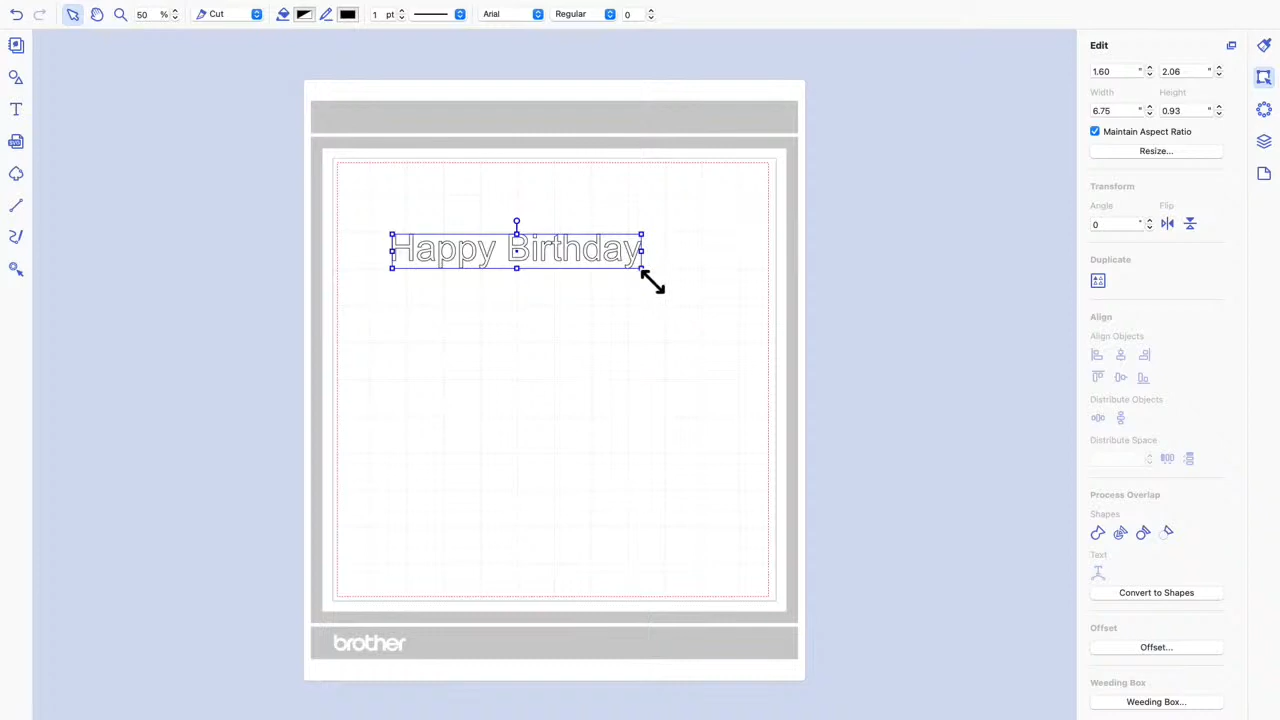 50 % Cut 1 pt Arial Regular 0
Edit
1.60 " 2.06 "
Width Height
6.75 " 0.93 "
Maintain Aspect Ratio
Resize...
Transform
Angle Flip
0 °
Duplicate
Align
Align Objects
Distribute Objects
Distribute Space
Process Overlap
Shapes
Text
Convert to Shapes
Offset
Offset...
Weeding Box
Weeding Box...
Happy Birthday
brother